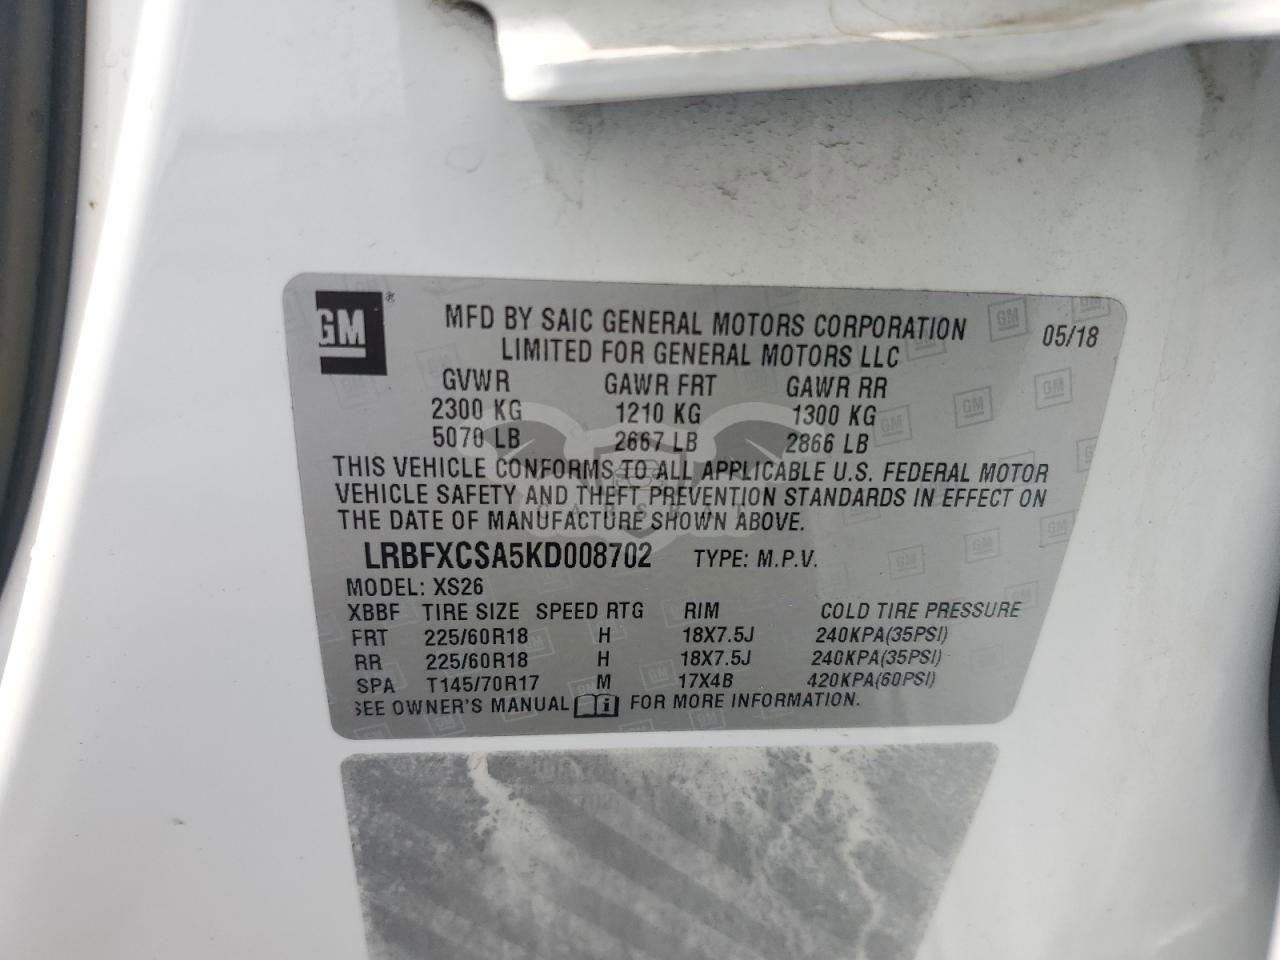 GM ®
MFD BY SAIC GENERAL MOTORS CORPORATION 05/18
LIMITED FOR GENERAL MOTORS LLC
GVWR GAWR FRT GAWR RR
2300 KG 1210 KG 1300 KG
5070 LB 2667 LB 2866 LB
THIS VEHICLE CONFORMS TO ALL APPLICABLE U.S. FEDERAL MOTOR
VEHICLE SAFETY AND THEFT PREVENTION STANDARDS IN EFFECT ON
THE DATE OF MANUFACTURE SHOWN ABOVE.
CARSBAT
LRBFXCSA5KD008702 TYPE: M.P.V.
MODEL: XS26
XBBF TIRE SIZE SPEED RTG RIM COLD TIRE PRESSURE
FRT 225/60R18 H 18X7.5J 240KPA(35PSI)
RR 225/60R18 H 18X7.5J 240KPA(35PSI)
SPA T145/70R17 M 17X4B 420KPA(60PSI)
SEE OWNER'S MANUAL i FOR MORE INFORMATION.